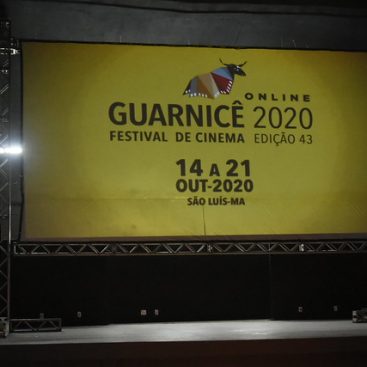 ONLINE
GUARNICÊ 2020
FESTIVAL DE CINEMA EDIÇÃO 43
14 A 21
OUT-2020
SÃO LUÍS-MA